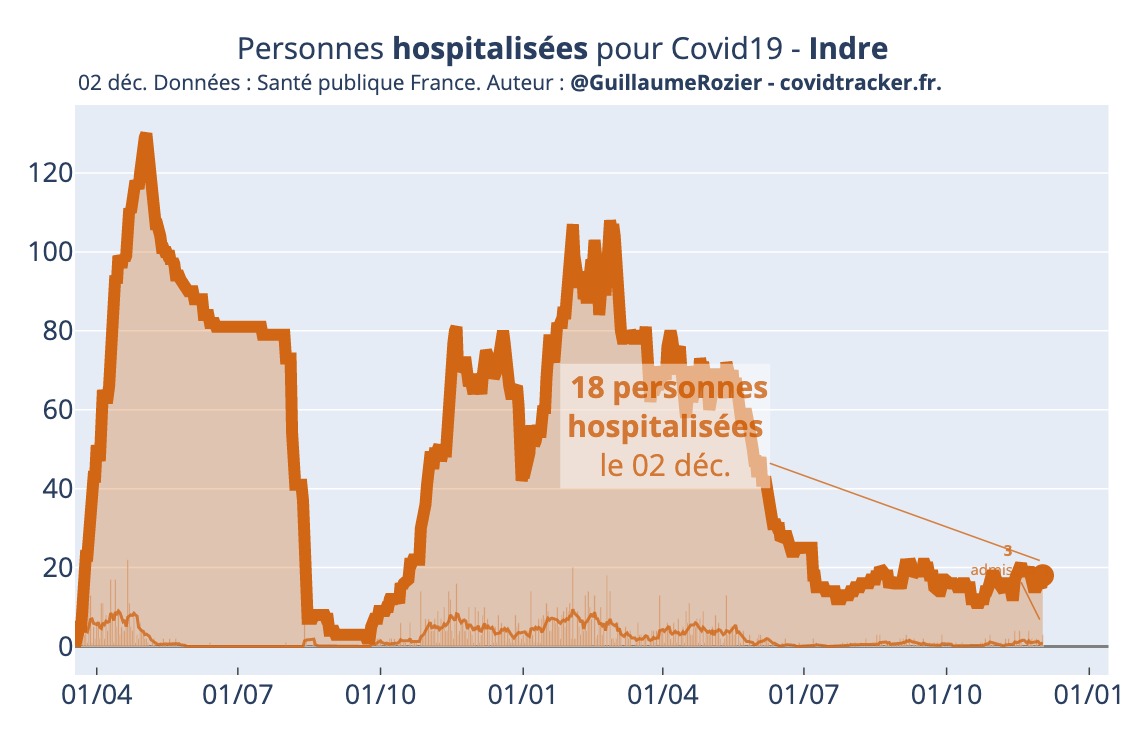 Personnes hospitalisées pour Covid19 - Indre
02 déc. Données : Santé publique France. Auteur : @GuillaumeRozier - covidtracker.fr.
120
100
80
60
40
20
0
18 personnes
hospitalisées
le 02 déc.
3
admis
01/04 01/07 01/10 01/01 01/04 01/07 01/10 01/01